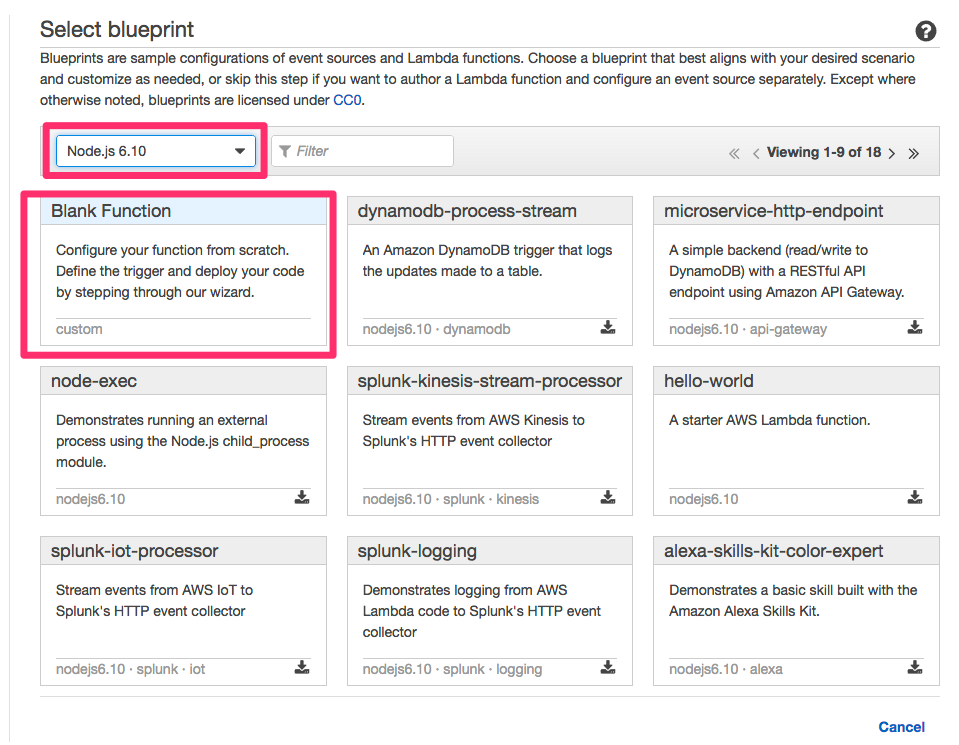 Select blueprint
Blueprints are sample configurations of event sources and Lambda functions. Choose a blueprint that best aligns with your desired scenario
and customize as needed, or skip this step if you want to author a Lambda function and configure an event source separately. Except where
otherwise noted, blueprints are licensed under CC0.
Node.js 6.10
Filter
« ‹ Viewing 1-9 of 18 › »
Blank Function
Configure your function from scratch.
Define the trigger and deploy your code
by stepping through our wizard.
custom
dynamodb-process-stream
An Amazon DynamoDB trigger that logs
the updates made to a table.
nodejs6.10 · dynamodb
microservice-http-endpoint
A simple backend (read/write to
DynamoDB) with a RESTful API
endpoint using Amazon API Gateway.
nodejs6.10 · api-gateway
node-exec
Demonstrates running an external
process using the Node.js child_process
module.
nodejs6.10
splunk-kinesis-stream-processor
Stream events from AWS Kinesis to
Splunk's HTTP event collector
nodejs6.10 · splunk · kinesis
hello-world
A starter AWS Lambda function.
nodejs6.10
splunk-iot-processor
Stream events from AWS IoT to
Splunk's HTTP event collector
nodejs6.10 · splunk · iot
splunk-logging
Demonstrates logging from AWS
Lambda code to Splunk's HTTP event
collector
nodejs6.10 · splunk · logging
alexa-skills-kit-color-expert
Demonstrates a basic skill built with the
Amazon Alexa Skills Kit.
nodejs6.10 · alexa
Cancel